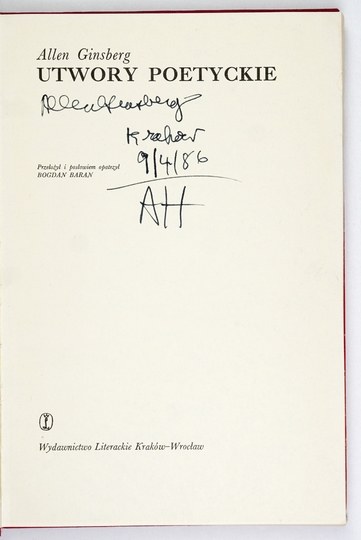 Allen Ginsberg
UTWORY POETYCKIE
Allen Ginsberg
Krakow
9/4/86
Przełożył i posłowiem opatrzył
BOGDAN BARAN
AH
Wydawnictwo Literackie Kraków–Wrocław